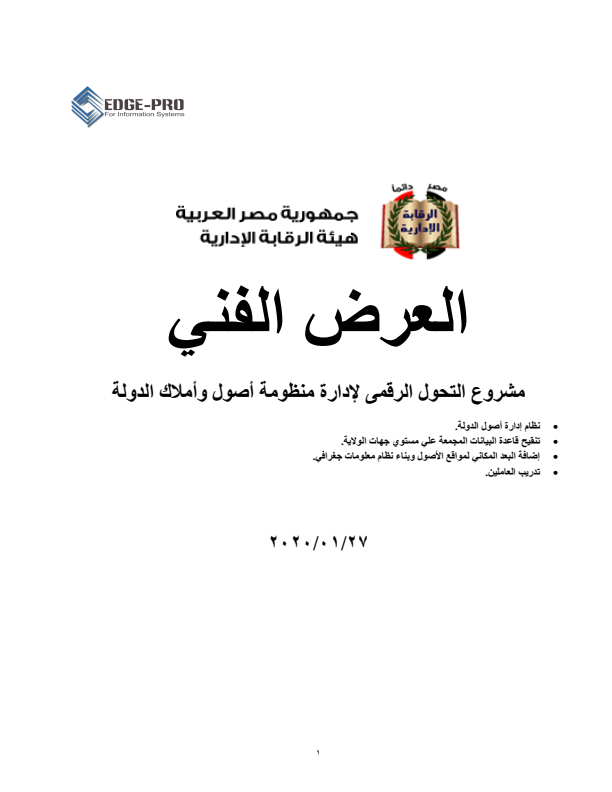 EDGE-PRO
For Information Systems
مصر دائماً
الرقابة
الإدارية
جمهورية مصر العربية
هيئة الرقابة الإدارية
العرض الفني
مشروع التحول الرقمى لإدارة منظومة أصول وأملاك الدولة
• نظام إدارة أصول الدولة.
• تنقيح قاعدة البيانات المجمعة علي مستوي جهات الولاية.
• إضافة البعد المكاني لمواقع الأصول وبناء نظام معلومات جغرافي.
• تدريب العاملين.
٢٠٢٠/٠١/٢٧
١